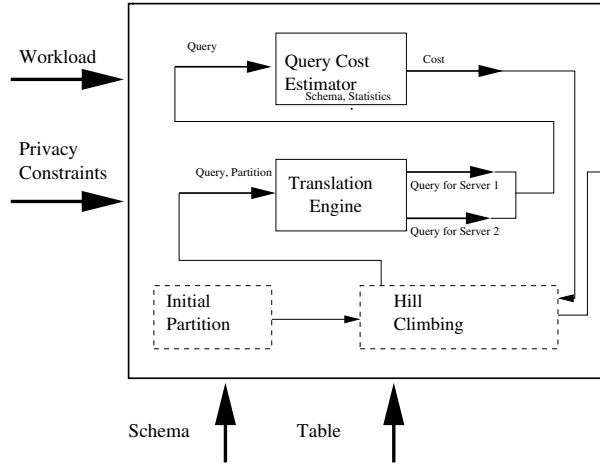 Workload
Query
Query Cost
Estimator
Schema, Statistics
Cost
Privacy
Constraints
Query, Partition
Translation
Engine
Query for Server 1
Query for Server 2
Initial
Partition
Hill
Climbing
Schema
Table